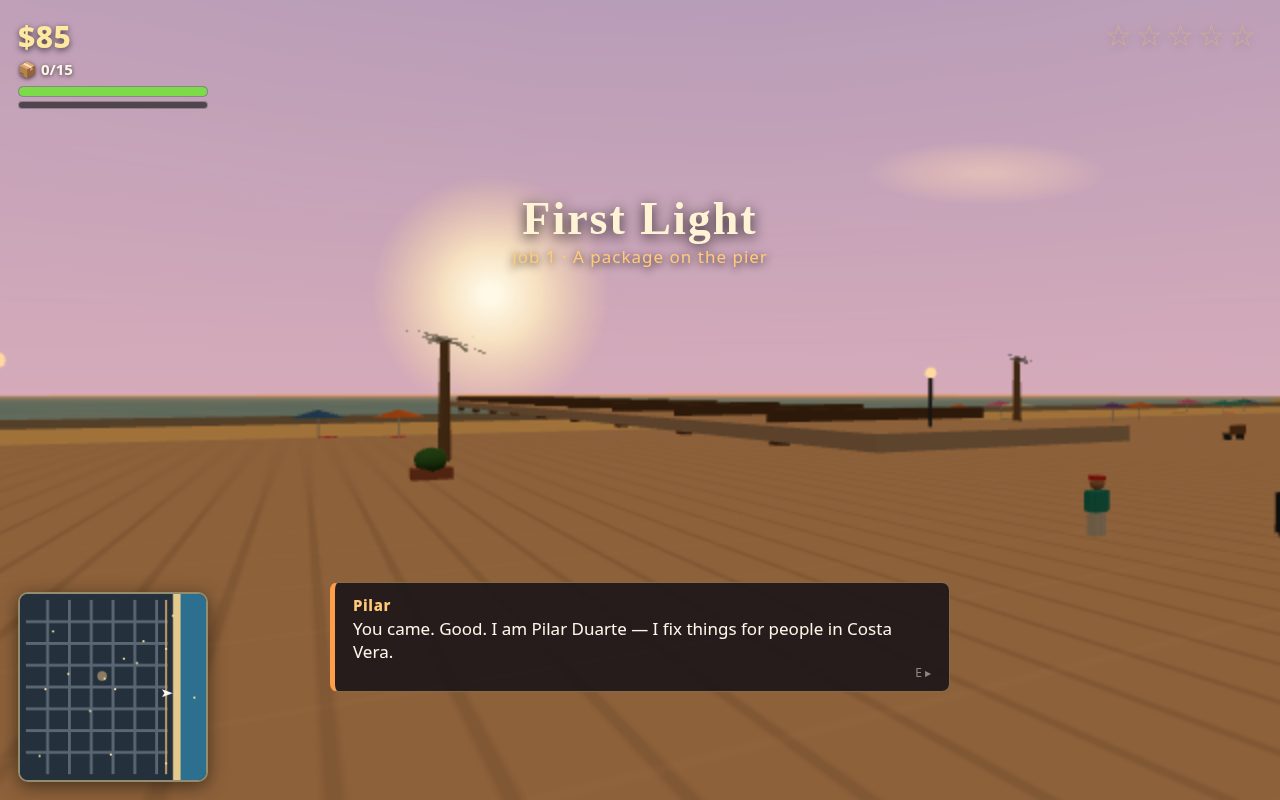 $85
0/15
First Light
Job 1 · A package on the pier
Pilar
You came. Good. I am Pilar Duarte — I fix things for people in Costa
Vera.
E ▸